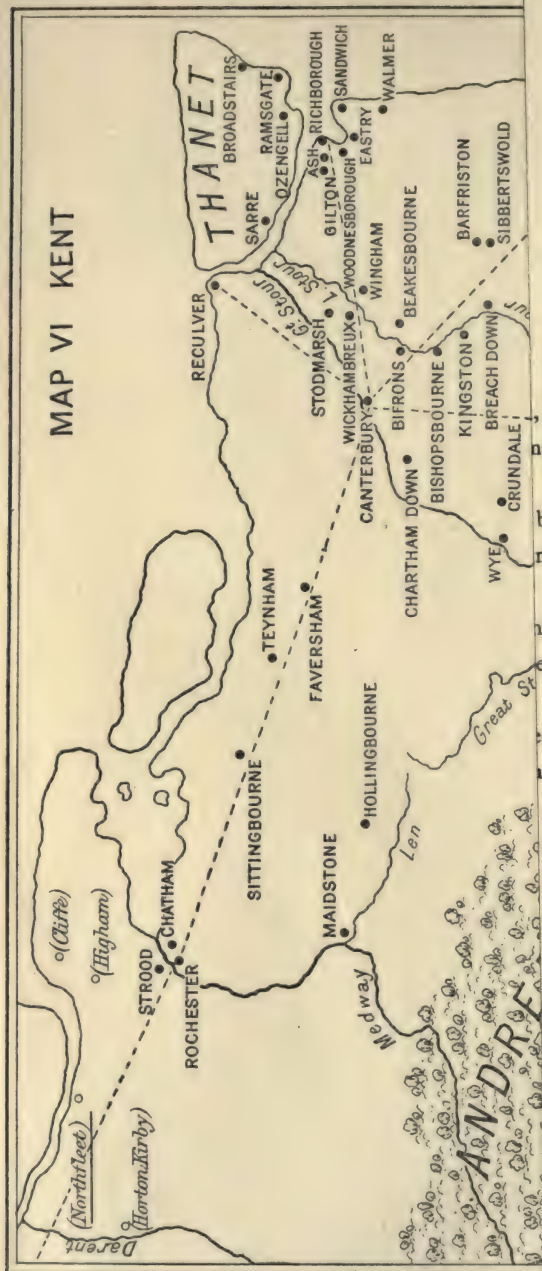 MAP VI KENT
THANET
BROADSTAIRS
RAMSGATE
OZENGELL
SARRE
RICHBOROUGH
SANDWICH
ASH
GILTON
WOODNESBOROUGH
EASTRY
WALMER
RECULVER
Gt. Stour
L. Stour
STODMARSH
WICKHAMBREUX
WINGHAM
CANTERBURY
BIFRONS
BEAKESBOURNE
BARFRISTON
SIBBERTSWOLD
BISHOPSBOURNE
KINGSTON
BREACH DOWN
CHARTHAM DOWN
CRUNDALE
WYE
TEYNHAM
FAVERSHAM
SITTINGBOURNE
HOLLINGBOURNE
Len
Great St
MAIDSTONE
Medway
(Cliffe)
(Higham)
STROOD
CHATHAM
ROCHESTER
(Northfleet)
(Horton Kirby)
Darent
ANDRE